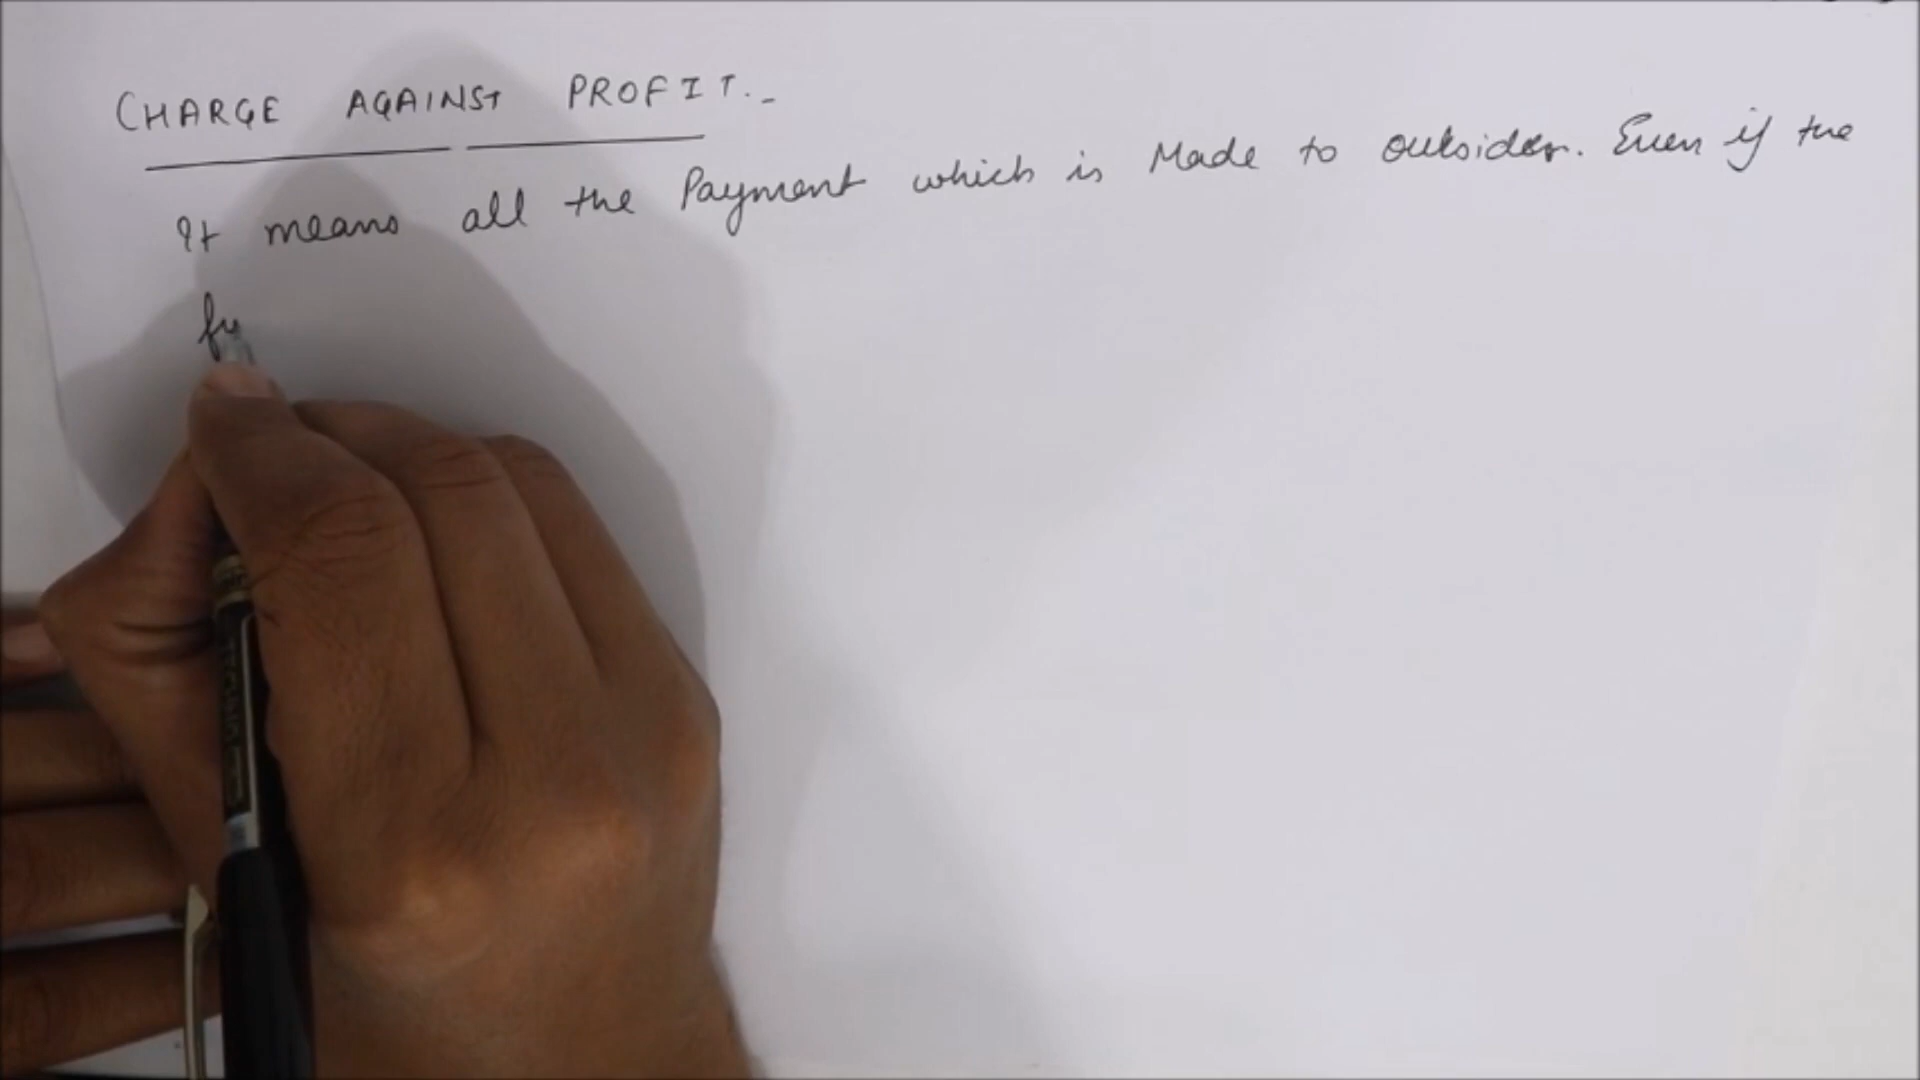 CHARGE AGAINST PROFIT.-
It means all the Payment which is Made to outsider. Even if the